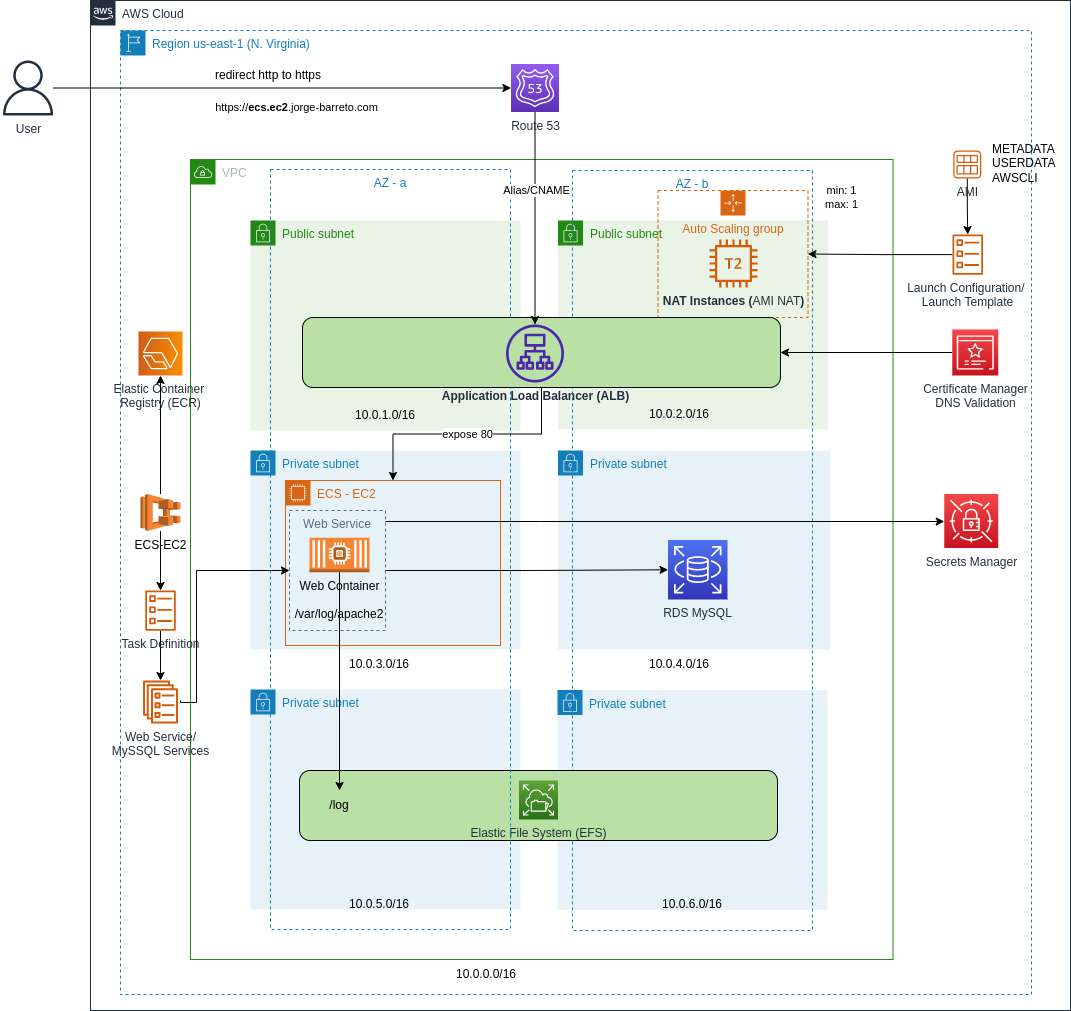 aws
AWS Cloud
Region us-east-1 (N. Virginia)
redirect http to https
https://ecs.ec2.jorge-barreto.com
User
53
Route 53
METADATA
USERDATA
AWSCLI
AMI
VPC
AZ - a
AZ - b
Alias/CNAME
min: 1
max: 1
Public subnet
Public subnet
Auto Scaling group
T2
NAT Instances (AMI NAT)
Launch Configuration/
Launch Template
Elastic Container
Registry (ECR)
Application Load Balancer (ALB)
Certificate Manager
DNS Validation
10.0.1.0/16
10.0.2.0/16
expose 80
Private subnet
Private subnet
ECS - EC2
Web Service
Web Container
/var/log/apache2
ECS-EC2
RDS MySQL
Secrets Manager
Task Definition
10.0.3.0/16
10.0.4.0/16
Private subnet
Private subnet
Web Service/
MySSQL Services
/log
Elastic File System (EFS)
10.0.5.0/16
10.0.6.0/16
10.0.0.0/16